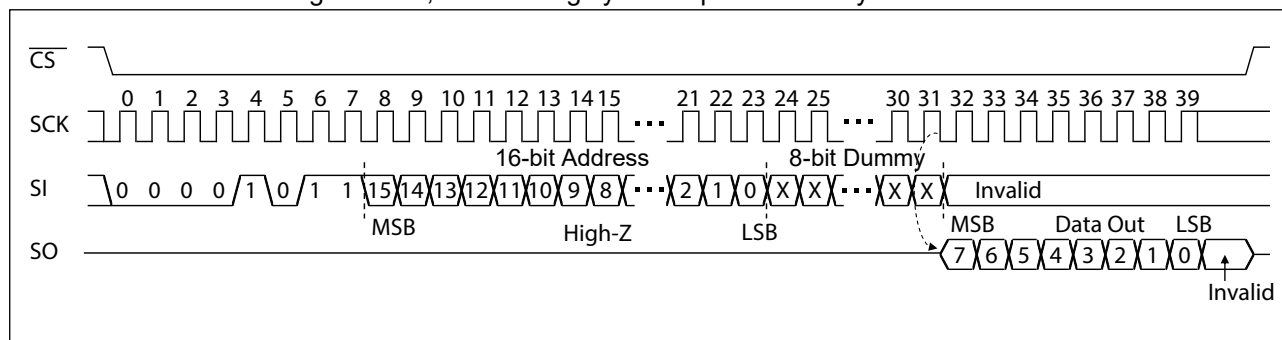 CS
0 1 2 3 4 5 6 7 8 9 10 11 12 13 14 15 21 22 23 24 25 30 31 32 33 34 35 36 37 38 39
SCK
16-bit Address 8-bit Dummy
SI 0 0 0 0 1 0 1 1 15 14 13 12 11 10 9 8 2 1 0 X X X X Invalid
MSB High-Z LSB MSB Data Out LSB
SO 7 6 5 4 3 2 1 0
Invalid